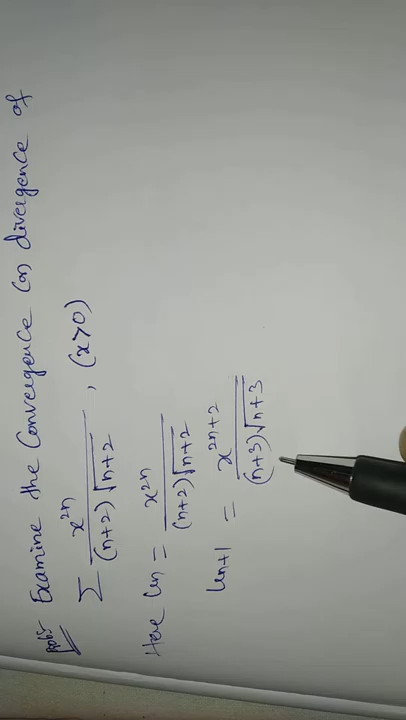 Prob:- Examine the Convergence (or) divergence of
∑ x^{2n} / (n+2)√n+2 , (x>0)
Here Un = x^{2n} / (n+2)√n+2
Un+1 = x^{2n+2} / (n+3)√n+3